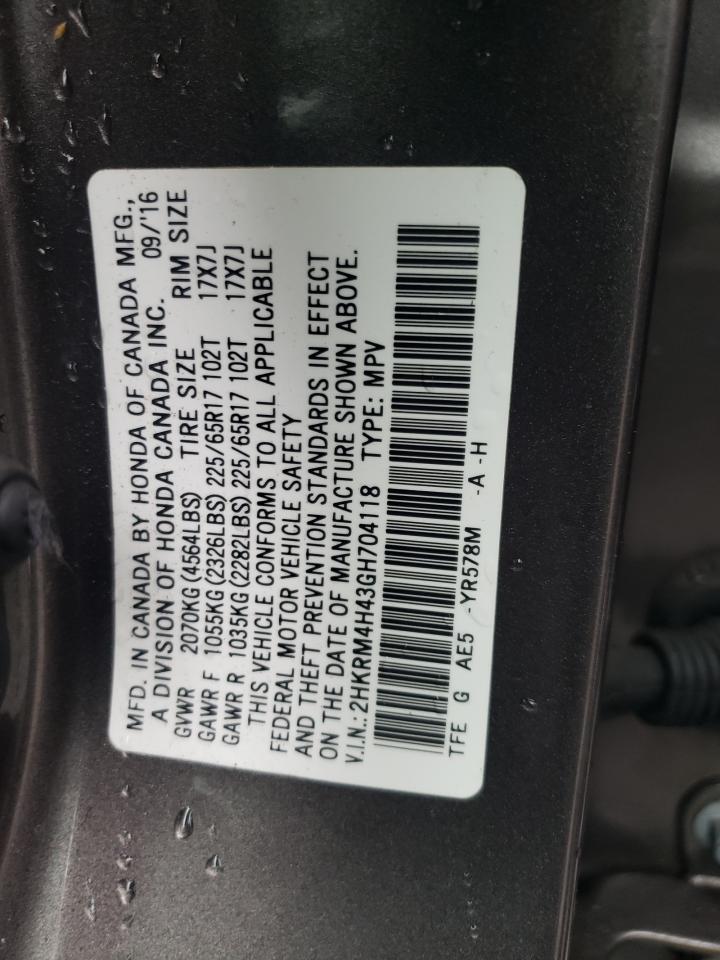 MFD. IN CANADA BY HONDA OF CANADA MFG.,
A DIVISION OF HONDA CANADA INC. 09/'16
GVWR 2070KG(4564LBS) TIRE SIZE RIM SIZE
GAWR F 1055KG(2326LBS) 225/65R17 102T 17X7J
GAWR R 1035KG(2282LBS) 225/65R17 102T 17X7J
THIS VEHICLE CONFORMS TO ALL APPLICABLE
FEDERAL MOTOR VEHICLE SAFETY
AND THEFT PREVENTION STANDARDS IN EFFECT
ON THE DATE OF MANUFACTURE SHOWN ABOVE.
V.I.N.: 2HKRM4H43GH704118 TYPE: MPV
TFE G AE5 -YR578M -A -H